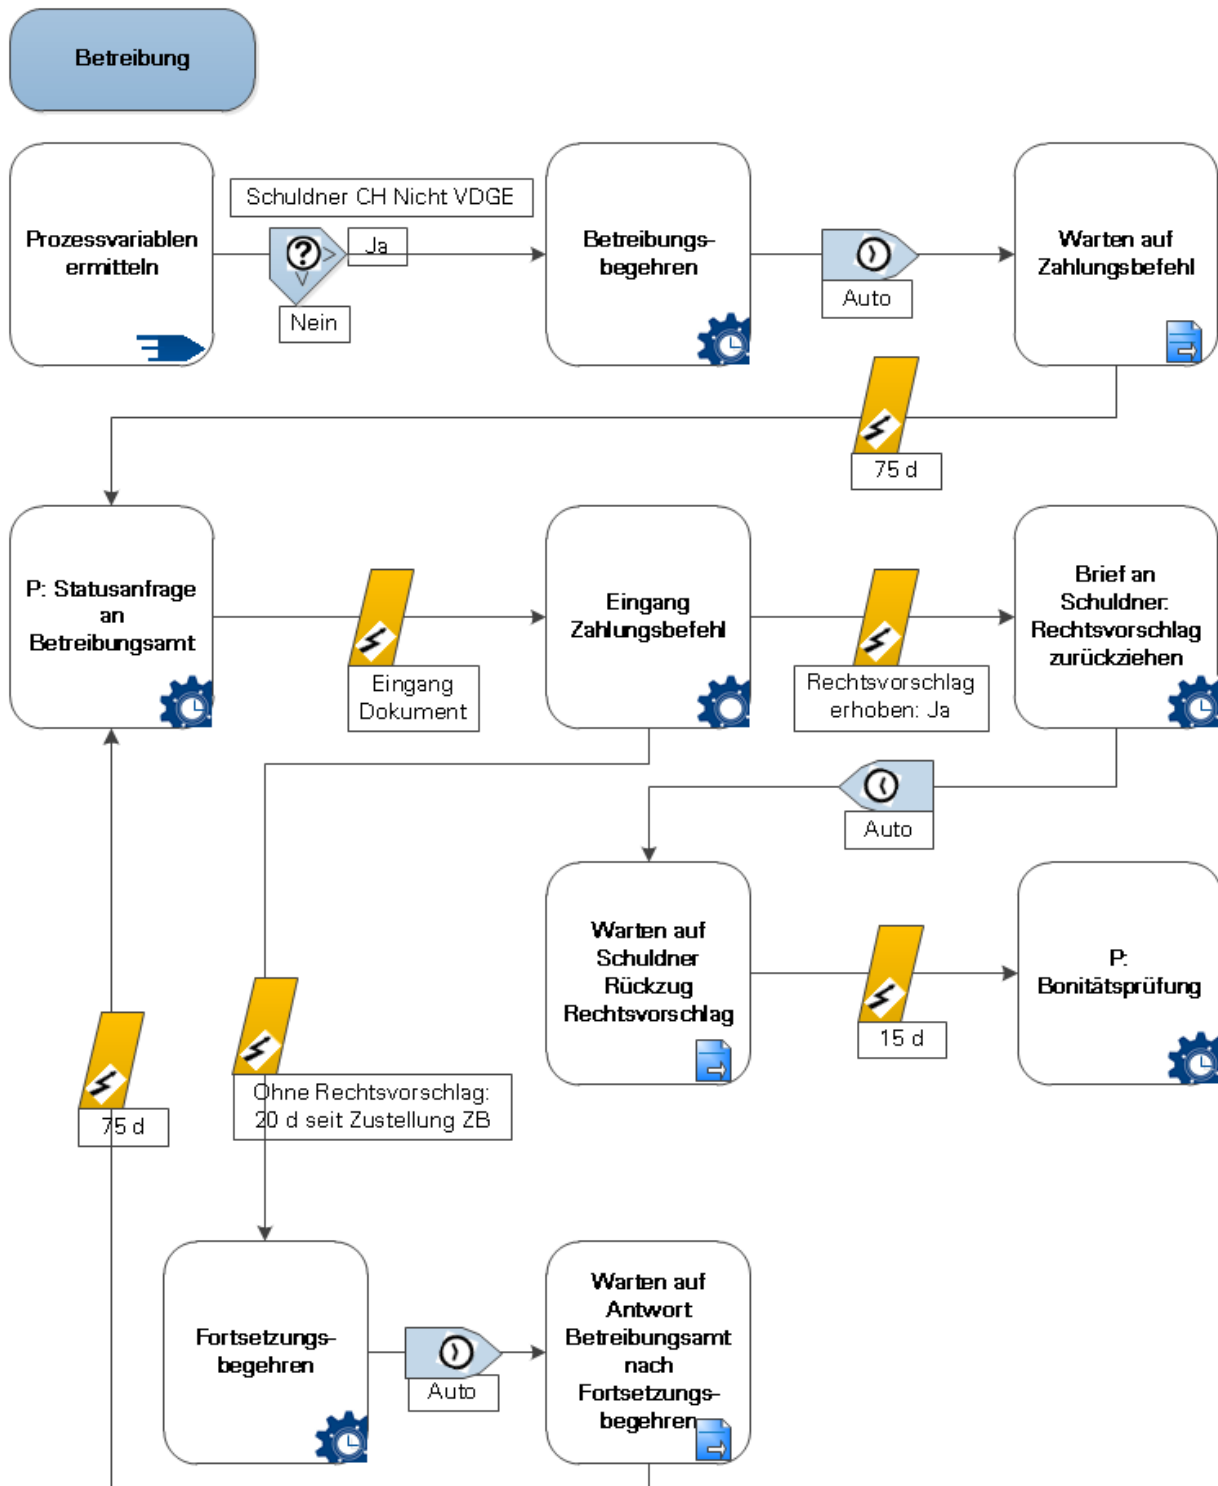 Betreibung
Schuldner CH Nicht VDGE
Prozessvariablen
ermitteln
Ja
Nein
Betreibungs-
begehren
Auto
Warten auf
Zahlungsbefehl
75 d
P: Statusanfrage
an
Betreibungsamt
Eingang
Dokument
Eingang
Zahlungsbefehl
Rechtsvorschlag
erhoben: Ja
Brief an
Schuldner:
Rechtsvorschlag
zurückziehen
Auto
Warten auf
Schuldner
Rückzug
Rechtsvorschlag
15 d
P:
Bonitätsprüfung
75 d
Ohne Rechtsvorschlag:
20 d seit Zustellung ZB
Fortsetzungs-
begehren
Auto
Warten auf
Antwort
Betreibungsamt
nach
Fortsetzungs-
begehren